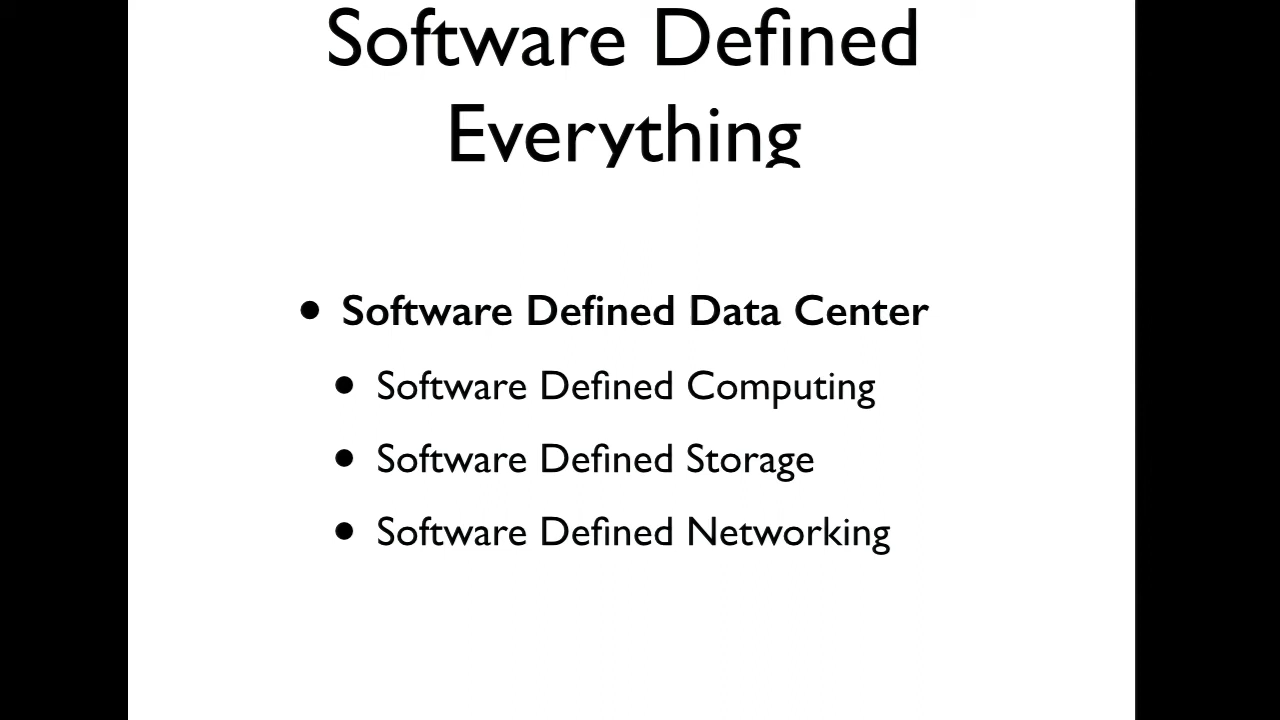 Software Defined
Everything
• Software Defined Data Center
• Software Defined Computing
• Software Defined Storage
• Software Defined Networking